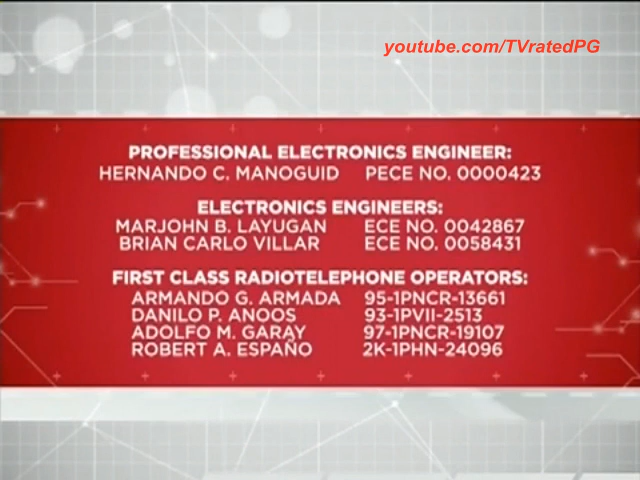 youtube.com/TVratedPG
PROFESSIONAL ELECTRONICS ENGINEER:
HERNANDO C. MANOGUID PECE NO. 0000423
ELECTRONICS ENGINEERS:
MARJOHN B. LAYUGAN ECE NO. 0042867
BRIAN CARLO VILLAR ECE NO. 0058431
FIRST CLASS RADIOTELEPHONE OPERATORS:
ARMANDO G. ARMADA 95-1PNCR-13661
DANILO P. ANOOS 93-1PVII-2513
ADOLFO M. GARAY 97-1PNCR-19107
ROBERT A. ESPAÑO 2K-1PHN-24096